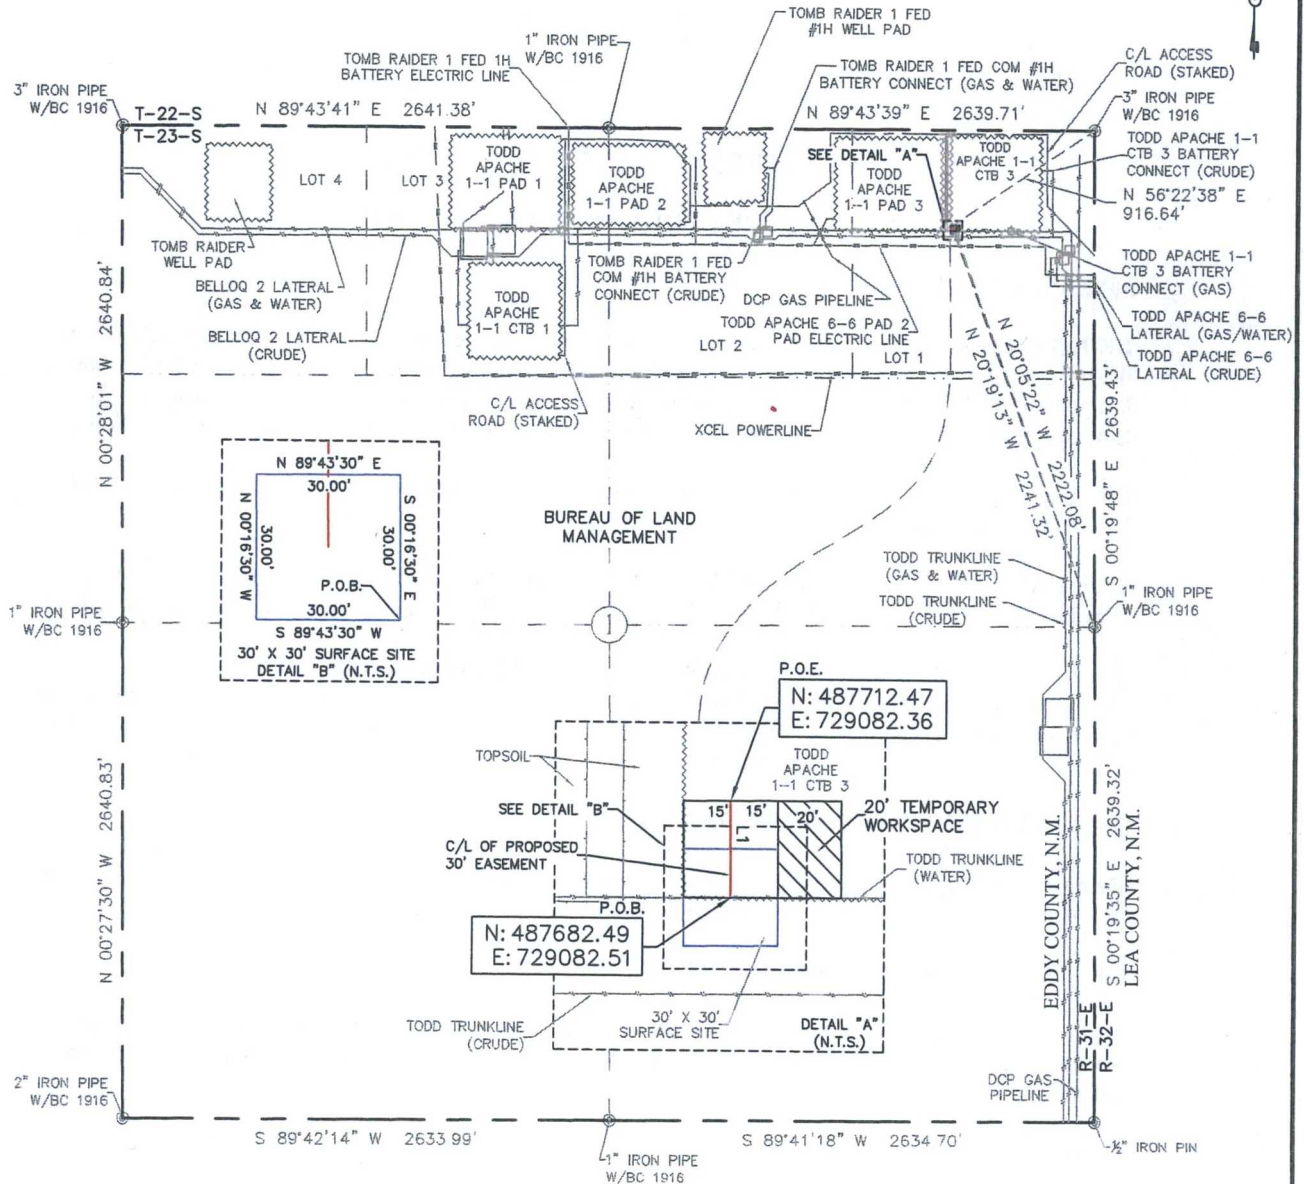 TOMB RAIDER 1 FED
#1H WELL PAD
1" IRON PIPE
W/BC 1916
TOMB RAIDER 1 FED 1H
BATTERY ELECTRIC LINE
TOMB RAIDER 1 FED COM #1H
BATTERY CONNECT (GAS & WATER)
C/L ACCESS
ROAD (STAKED)
3" IRON PIPE
W/BC 1916
T-22-S
T-23-S
N 89°43'41" E 2641.38'
N 89°43'39" E 2639.71'
3" IRON PIPE
W/BC 1916
TODD APACHE 1-1
CTB 3 BATTERY
CONNECT (CRUDE)
N 56°22'38" E
916.64'
SEE DETAIL "A"
LOT 4
LOT 3
TODD
APACHE
1--1 PAD 1
TODD
APACHE
1-1 PAD 2
TODD
APACHE
1--1 PAD 3
TODD
APACHE 1-1
CTB 3
TOMB RAIDER
WELL PAD
BELLOQ 2 LATERAL
(GAS & WATER)
BELLOQ 2 LATERAL
(CRUDE)
TODD
APACHE
1-1 CTB 1
TOMB RAIDER 1 FED
COM #1H BATTERY
CONNECT (CRUDE)
DCP GAS PIPELINE
TODD APACHE 6-6 PAD 2
PAD ELECTRIC LINE
LOT 2
LOT 1
TODD APACHE 1-1
CTB 3 BATTERY
CONNECT (GAS)
TODD APACHE 6-6
LATERAL (GAS/WATER)
TODD APACHE 6-6
LATERAL (CRUDE)
C/L ACCESS
ROAD (STAKED)
XCEL POWERLINE
N 20°05'22" W 2222.08'
N 20°19'13" W 2241.32'
N 00°28'01" W 2640.84'
S 00°19'48" E 2639.43'
N 89°43'30" E
30.00'
N 00°16'30" W
30.00'
30.00'
S 00°16'30" E
P.O.B.
30.00'
S 89°43'30" W
30' X 30' SURFACE SITE
DETAIL "B" (N.T.S.)
BUREAU OF LAND
MANAGEMENT
1
TODD TRUNKLINE
(GAS & WATER)
TODD TRUNKLINE
(CRUDE)
1" IRON PIPE
W/BC 1916
1" IRON PIPE
W/BC 1916
P.O.E.
N: 487712.47
E: 729082.36
TOPSOIL
TODD
APACHE
1--1 CTB 3
SEE DETAIL "B"
15' 15'
20'
L1
20' TEMPORARY
WORKSPACE
C/L OF PROPOSED
30' EASEMENT
TODD TRUNKLINE
(WATER)
P.O.B.
N: 487682.49
E: 729082.51
TODD TRUNKLINE
(CRUDE)
30' X 30'
SURFACE SITE
DETAIL "A"
(N.T.S.)
N 00°27'30" W 2640.83'
EDDY COUNTY, N.M.
LEA COUNTY, N.M.
S 00°19'35" E 2639.32'
R-31-E
R-32-E
DCP GAS
PIPELINE
2" IRON PIPE
W/BC 1916
S 89°42'14" W 2633.99'
S 89°41'18" W 2634.70'
1" IRON PIPE
W/BC 1916
½" IRON PIN